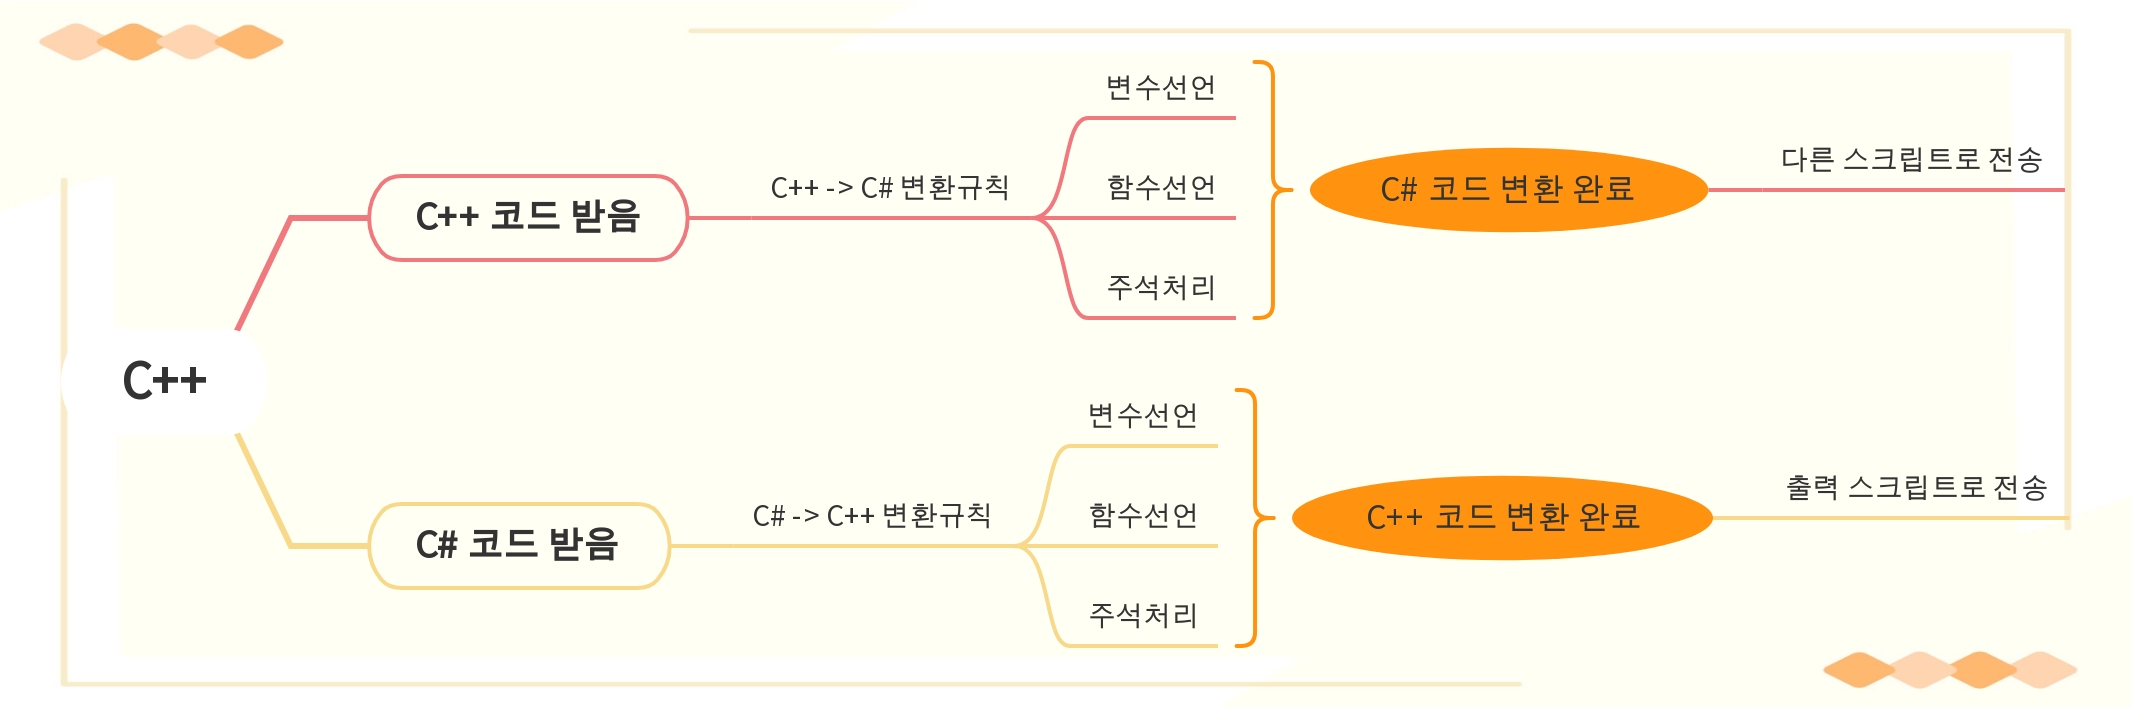 C++
C++ 코드 받음
C++ -> C# 변환규칙
변수선언
함수선언
주석처리
C# 코드 변환 완료
다른 스크립트로 전송
C# 코드 받음
C# -> C++ 변환규칙
변수선언
함수선언
주석처리
C++ 코드 변환 완료
출력 스크립트로 전송